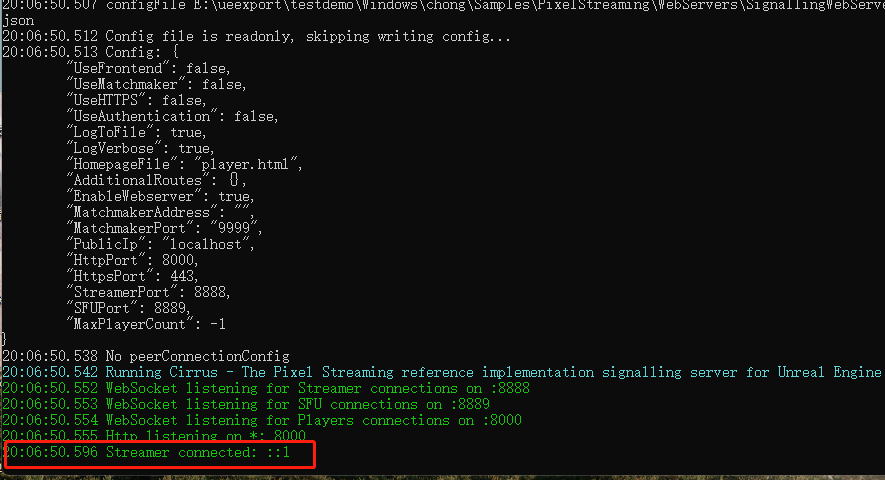 20:06:50.507 configFile E:\ueexport\testdemo\Windows\chong\Samples\PixelStreaming\WebServers\SignallingWebServe
json
20:06:50.512 Config file is readonly, skipping writing config...
20:06:50.513 Config: {
"UseFrontend": false,
"UseMatchmaker": false,
"UseHTTPS": false,
"UseAuthentication": false,
"LogToFile": true,
"LogVerbose": true,
"HomepageFile": "player.html",
"AdditionalRoutes": {},
"EnableWebserver": true,
"MatchmakerAddress": "",
"MatchmakerPort": "9999",
"PublicIp": "localhost",
"HttpPort": 8000,
"HttpsPort": 443,
"StreamerPort": 8888,
"SFUPort": 8889,
"MaxPlayerCount": -1
}
20:06:50.538 No peerConnectionConfig
20:06:50.542 Running Cirrus - The Pixel Streaming reference implementation signalling server for Unreal Engine
20:06:50.552 WebSocket listening for Streamer connections on :8888
20:06:50.553 WebSocket listening for SFU connections on :8889
20:06:50.554 WebSocket listening for Players connections on :8000
20:06:50.555 Http listening on *: 8000
20:06:50.596 Streamer connected: ::1